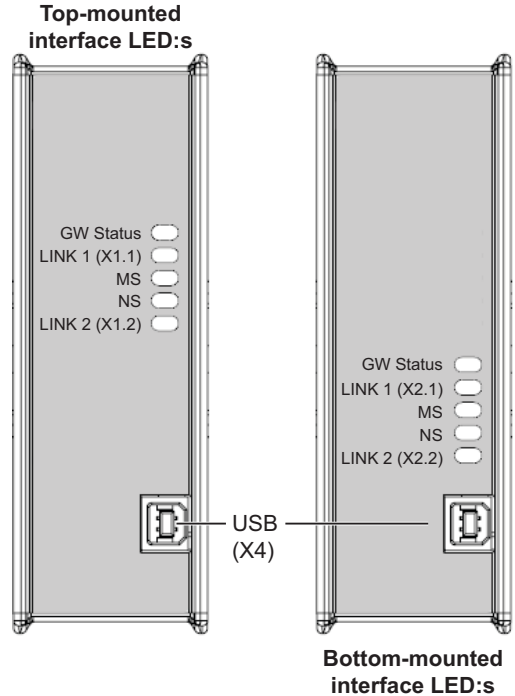 Top-mounted
interface LED:s
GW Status
LINK 1 (X1.1)
MS
NS
LINK 2 (X1.2)
GW Status
LINK 1 (X2.1)
MS
NS
LINK 2 (X2.2)
USB
(X4)
Bottom-mounted
interface LED:s